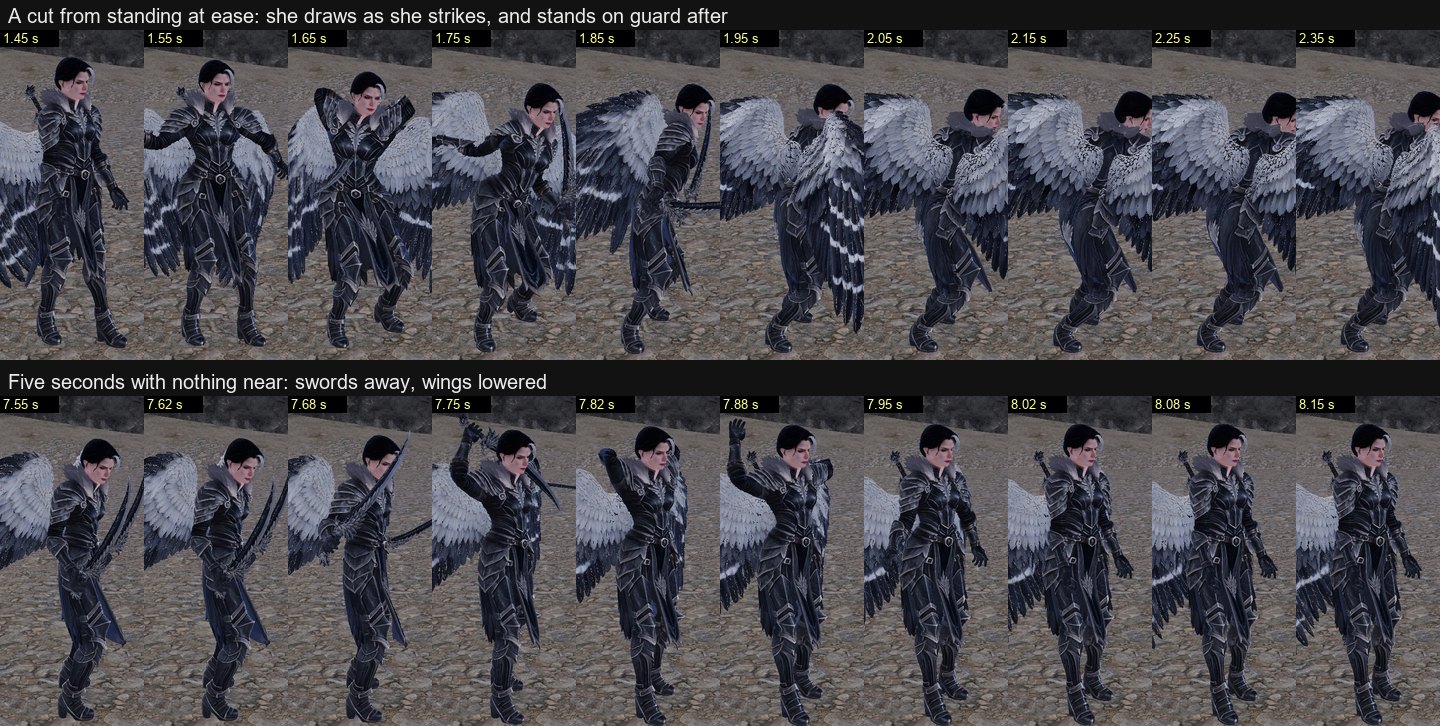 A cut from standing at ease: she draws as she strikes, and stands on guard after
1.45 s 1.55 s 1.65 s 1.75 s 1.85 s 1.95 s 2.05 s 2.15 s 2.25 s 2.35 s
Five seconds with nothing near: swords away, wings lowered
7.55 s 7.62 s 7.68 s 7.75 s 7.82 s 7.88 s 7.95 s 8.02 s 8.08 s 8.15 s